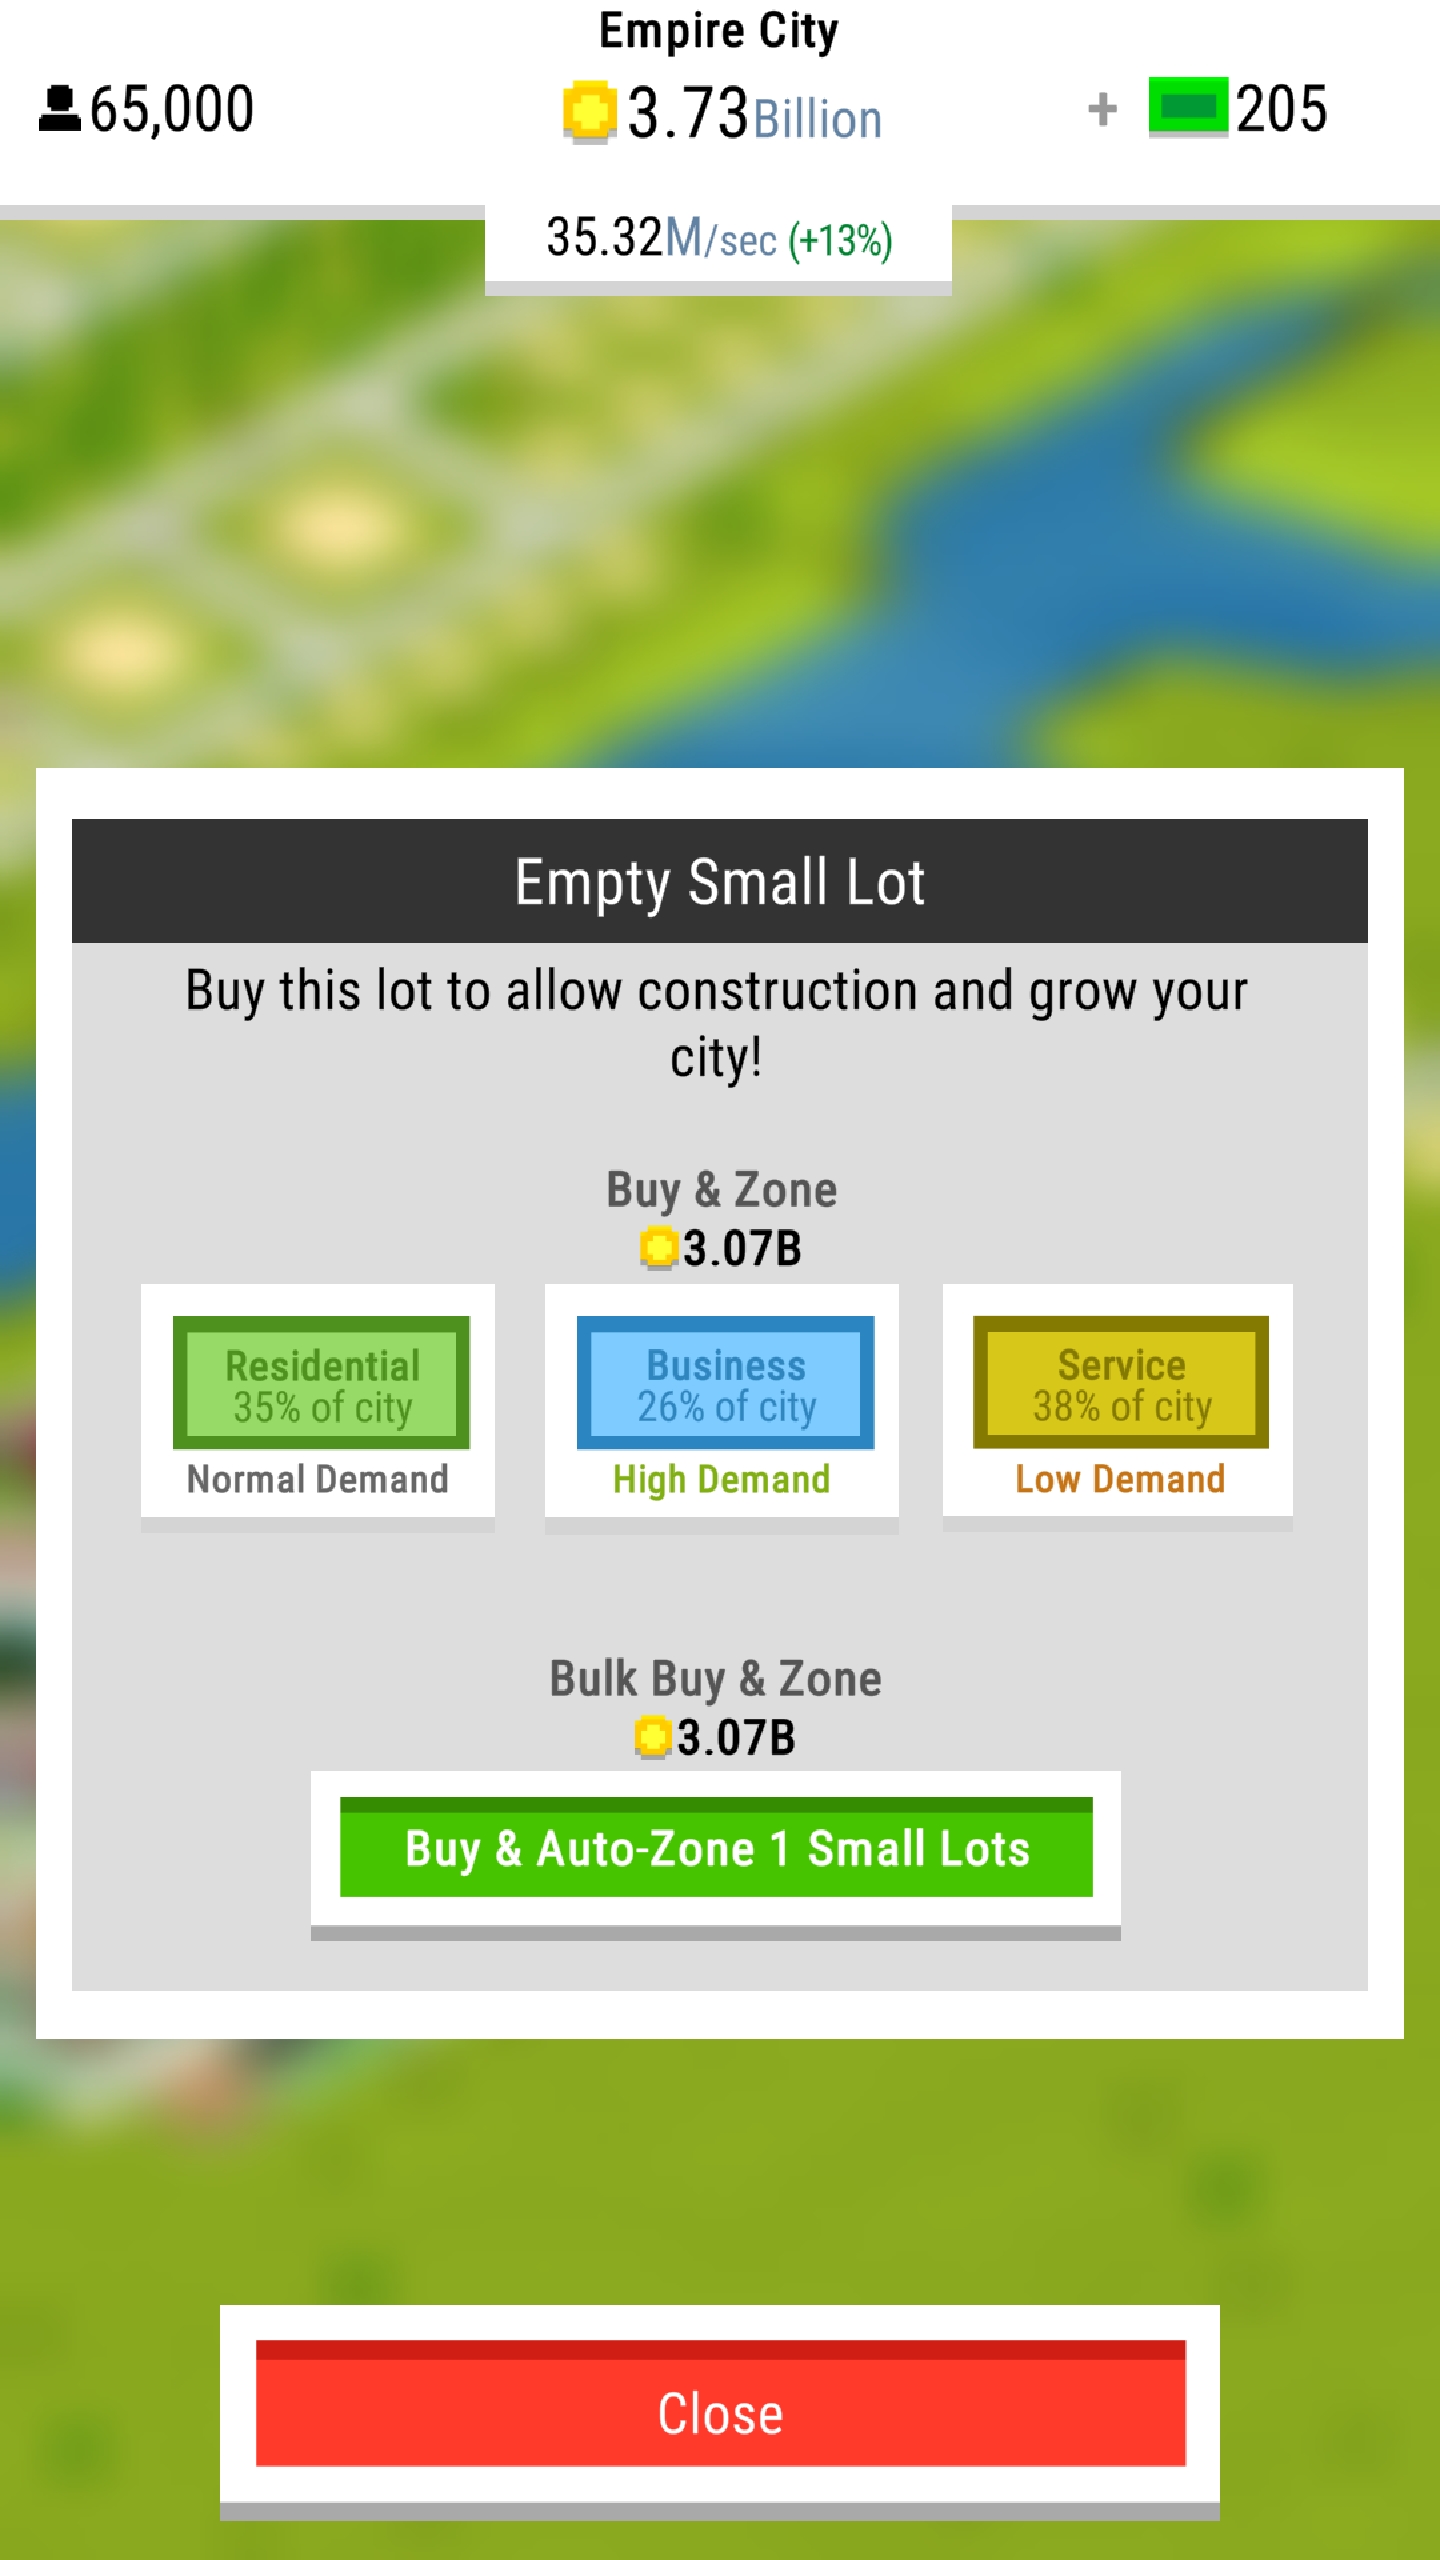 Empire City
65,000
3.73Billion
+ 205
35.32M/sec (+13%)
Empty Small Lot
Buy this lot to allow construction and grow your
city!
Buy & Zone
3.07B
Residential
35% of city
Normal Demand
Business
26% of city
High Demand
Service
38% of city
Low Demand
Bulk Buy & Zone
3.07B
Buy & Auto-Zone 1 Small Lots
Close